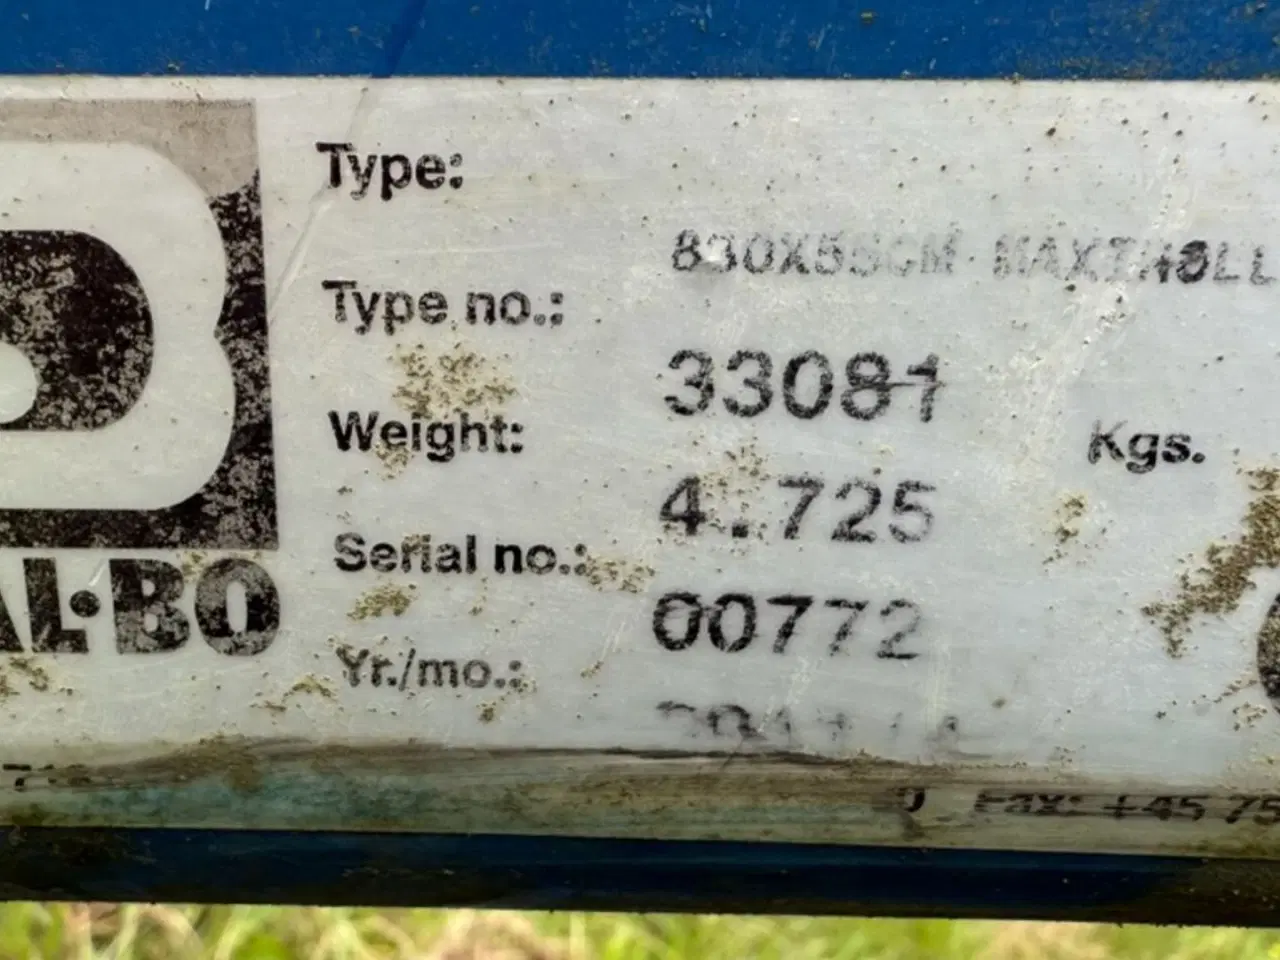 Type:
830X55CM MAXIROLL
Type no.:
33081
Weight:
Kgs.
4.725
Serial no.:
AL·BO
00772
Yr./mo.:
Fax: +45 75